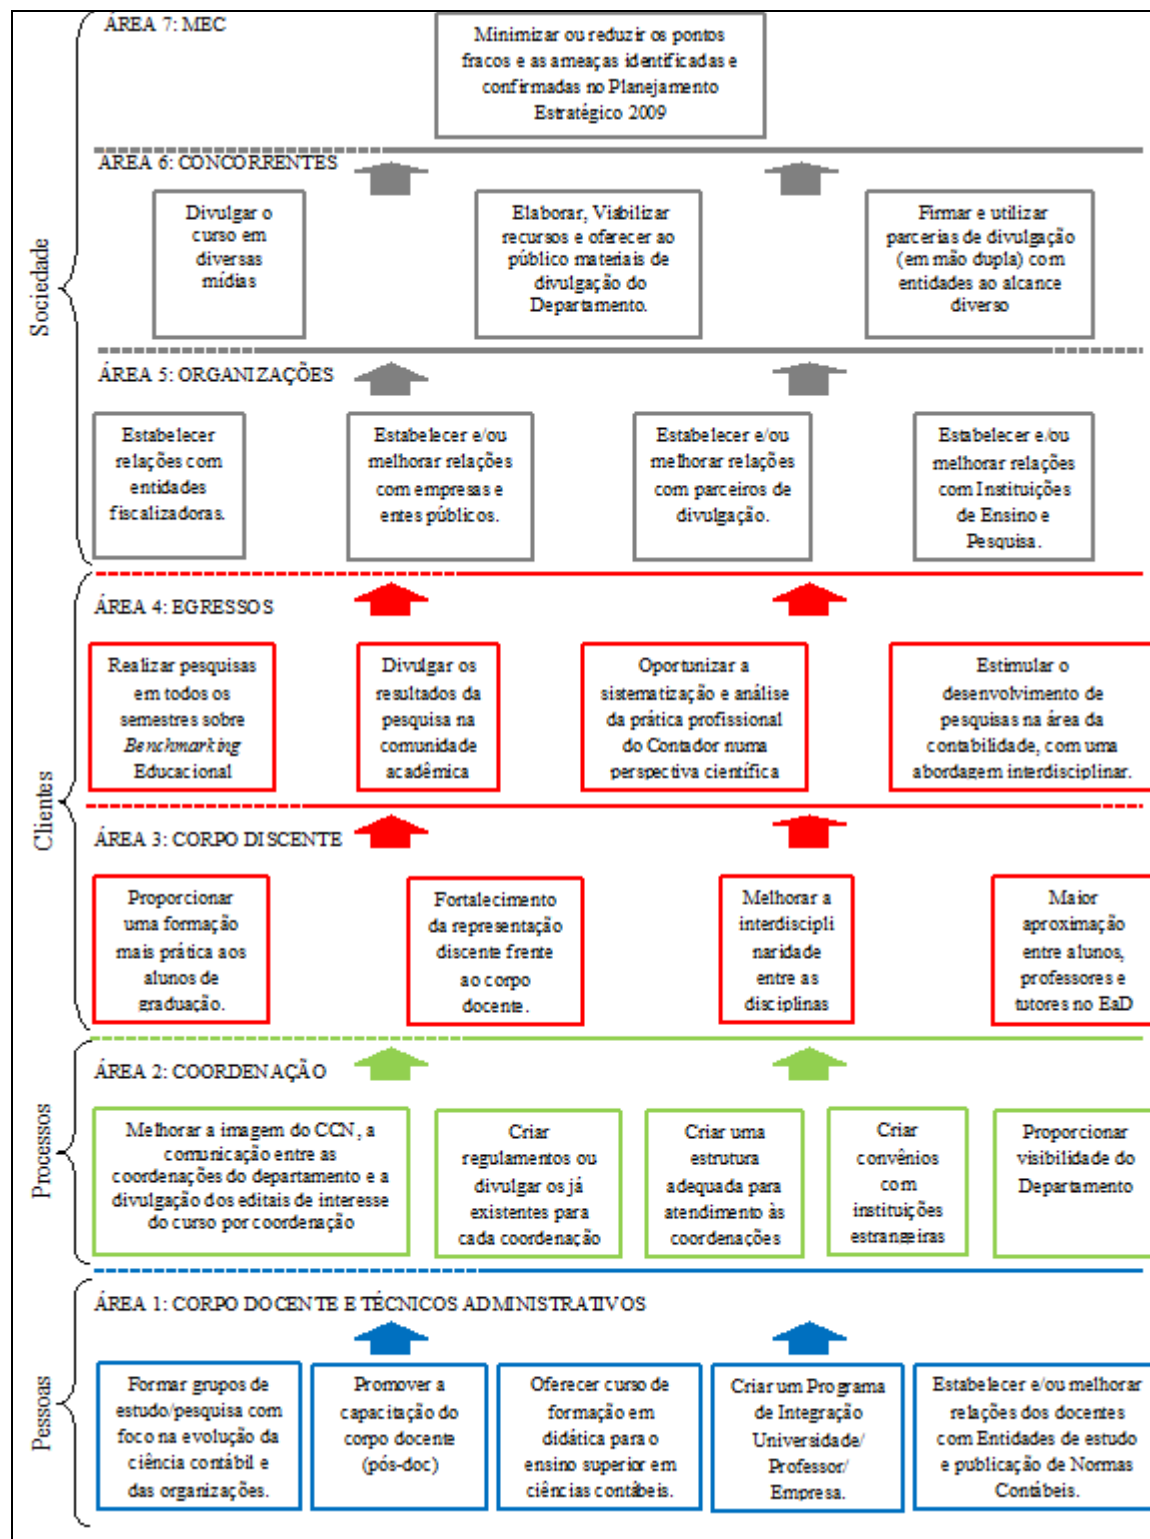 ÁREA 7: MEC
Minimizar ou reduzir os pontos
fracos e as ameaças identificadas e
confirmadas no Planejamento
Estratégico 2009
Sociedade
ÁREA 6: CONCORRENTES
Divulgar o
curso em
diversas
mídias
Elaborar, Viabilizar
recursos e oferecer ao
público materiais de
divulgação do
Departamento.
Firmar e utilizar
parcerias de divulgação
(em mão dupla) com
entidades ao alcance
diverso
ÁREA 5: ORGANIZAÇÕES
Estabelecer
relações com
entidades
fiscalizadoras.
Estabelecer e/ou
melhorar relações
com empresas e
entes públicos.
Estabelecer e/ou
melhorar relações
com parceiros de
divulgação.
Estabelecer e/ou
melhorar relações
com Instituições
de Ensino e
Pesquisa.
Clientes
ÁREA 4: EGRESSOS
Realizar pesquisas
em todos os
semestres sobre
Benchmarking
Educacional
Divulgar os
resultados da
pesquisa na
comunidade
acadêmica
Oportunizar a
sistematização e análise
da prática profissional
do Contador numa
perspectiva científica
Estimular o
desenvolvimento de
pesquisas na área da
contabilidade, com uma
abordagem interdisciplinar.
ÁREA 3: CORPO DISCENTE
Proporcionar
uma formação
mais prática aos
alunos de
graduação.
Fortalecimento
da representação
discente frente
ao corpo
docente.
Melhorar a
interdiscipli
naridade
entre as
disciplinas
Maior
aproximação
entre alunos,
professores e
tutores no EaD
Processos
ÁREA 2: COORDENAÇÃO
Melhorar a imagem do CCN, a
comunicação entre as
coordenações do departamento e a
divulgação dos editais de interesse
do curso por coordenação
Criar
regulamentos ou
divulgar os já
existentes para
cada coordenação
Criar uma
estrutura
adequada para
atendimento às
coordenações
Criar
convênios
com
instituições
estrangeiras
Proporcionar
visibilidade do
Departamento
Pessoas
ÁREA 1: CORPO DOCENTE E TÉCNICOS ADMINISTRATIVOS
Formar grupos de
estudo/pesquisa com
foco na evolução da
ciência contábil e
das organizações.
Promover a
capacitação do
corpo docente
(pós-doc)
Oferecer curso de
formação em
didática para o
ensino superior em
ciências contábeis.
Criar um Programa
de Integração
Universidade/
Professor/
Empresa.
Estabelecer e/ou melhorar
relações dos docentes
com Entidades de estudo
e publicação de Normas
Contábeis.